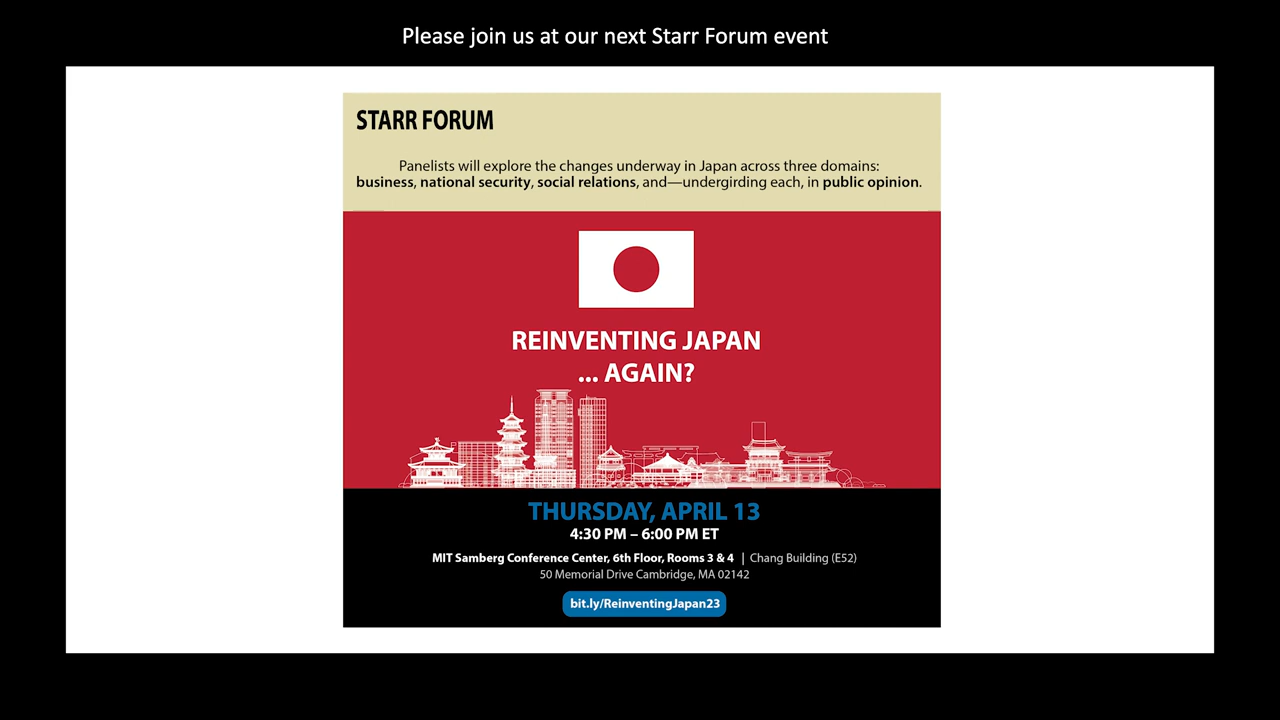 Please join us at our next Starr Forum event
STARR FORUM
Panelists will explore the changes underway in Japan across three domains:
business, national security, social relations, and—undergirding each, in public opinion.
REINVENTING JAPAN
... AGAIN?
THURSDAY, APRIL 13
4:30 PM – 6:00 PM ET
MIT Samberg Conference Center, 6th Floor, Rooms 3 & 4 | Chang Building (E52)
50 Memorial Drive Cambridge, MA 02142
bit.ly/ReinventingJapan23